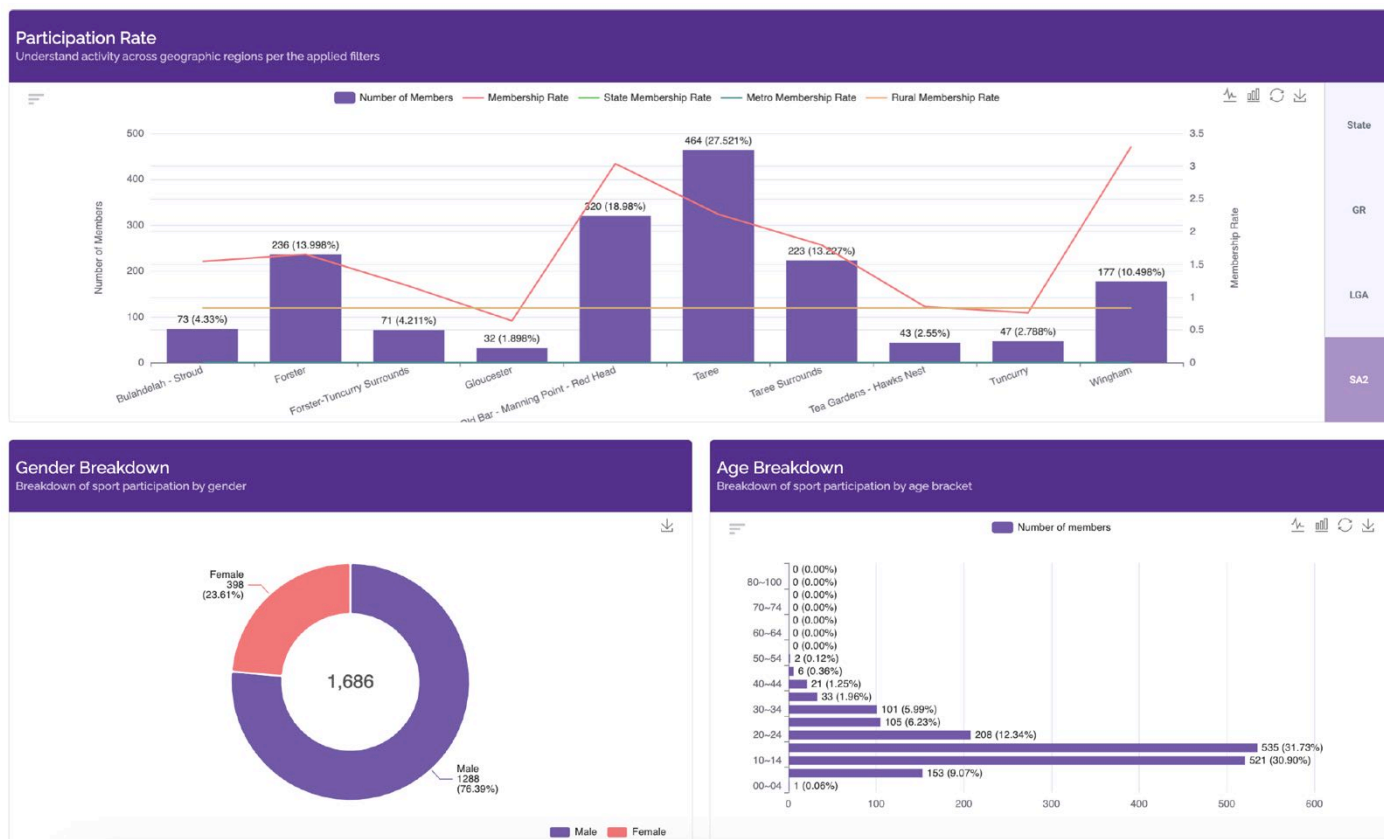 Participation Rate
Understand activity across geographic regions per the applied filters
Number of Members
Membership Rate
State Membership Rate
Metro Membership Rate
Rural Membership Rate
Number of Members
500
400
300
200
100
0
73 (4.33%)
236 (13.998%)
71 (4.211%)
32 (1.898%)
320 (18.98%)
464 (27.521%)
223 (13.227%)
43 (2.55%)
47 (2.788%)
177 (10.498%)
3.5
3
2.5
2
1.5
1
0.5
0
Membership Rate
Bulahdelah - Stroud
Forster
Forster-Tuncurry Surrounds
Gloucester
Old Bar - Manning Point - Red Head
Taree
Taree Surrounds
Tea Gardens - Hawks Nest
Tuncurry
Wingham
State
GR
LGA
SA2
Gender Breakdown
Breakdown of sport participation by gender
Female
398
(23.61%)
1,686
Male
1288
(76.39%)
Male
Female
Age Breakdown
Breakdown of sport participation by age bracket
Number of members
0 (0.00%)
80-100 0 (0.00%)
0 (0.00%)
70-74 0 (0.00%)
0 (0.00%)
60-64 0 (0.00%)
0 (0.00%)
50-54 2 (0.12%)
6 (0.36%)
40-44 21 (1.25%)
33 (1.96%)
30-34 101 (5.99%)
105 (6.23%)
20-24 208 (12.34%)
535 (31.73%)
10-14 521 (30.90%)
153 (9.07%)
00-04 1 (0.06%)
0 100 200 300 400 500 600